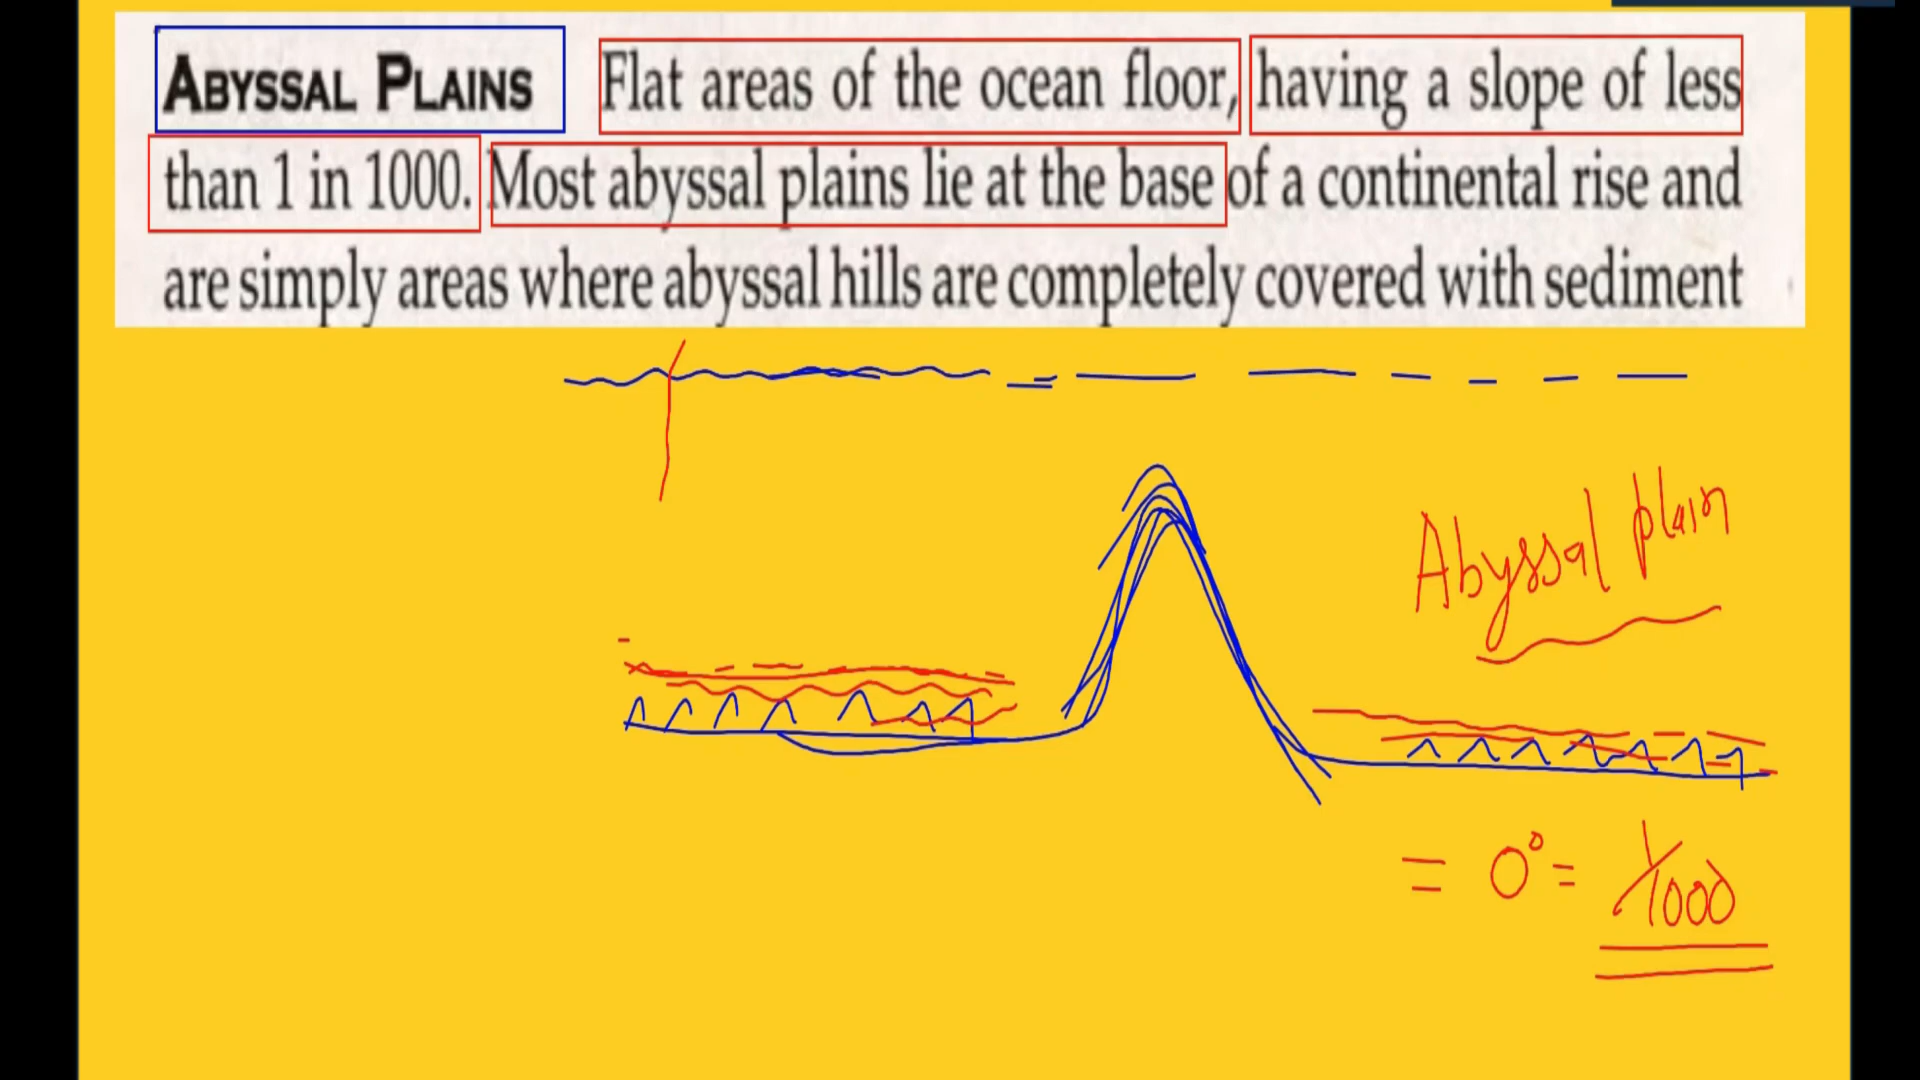 ABYSSAL PLAINS Flat areas of the ocean floor, having a slope of less
than 1 in 1000. Most abyssal plains lie at the base of a continental rise and
are simply areas where abyssal hills are completely covered with sediment
Abyssal plain
= 0° = 1/1000